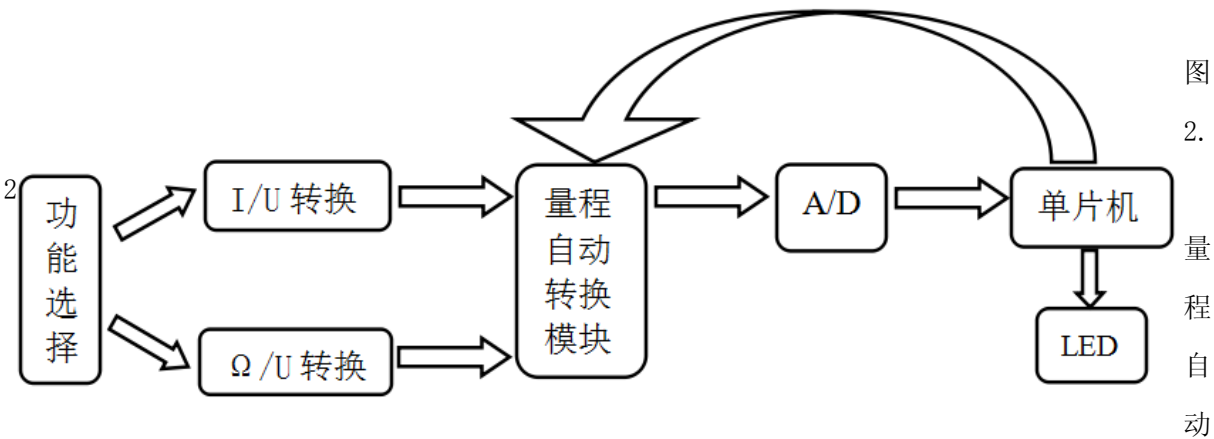 功能选择
I/U 转换
Ω/U 转换
量程
自动
转换
模块
A/D
单片机
LED
图
2.
2
量
程
自
动